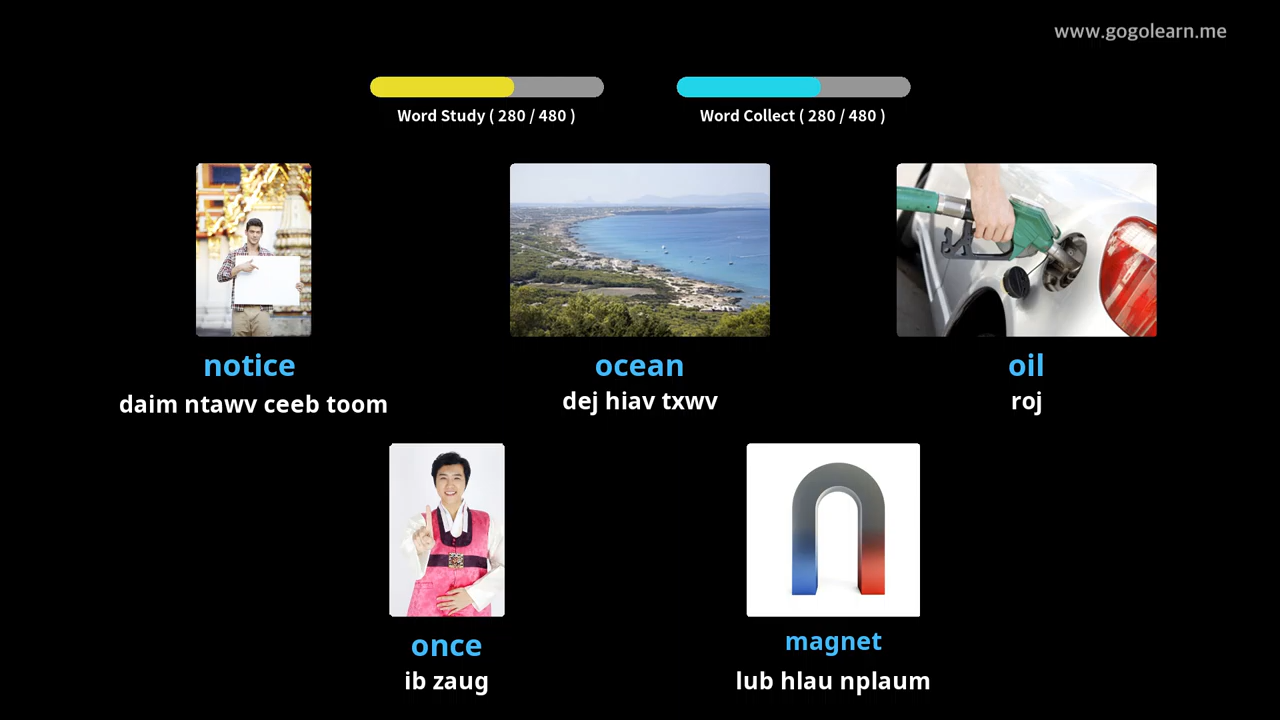 www.gogolearn.me
Word Study ( 280 / 480 )
Word Collect ( 280 / 480 )
notice
daim ntawv ceeb toom
ocean
dej hiav txwv
oil
roj
once
ib zaug
magnet
lub hlau nplaum